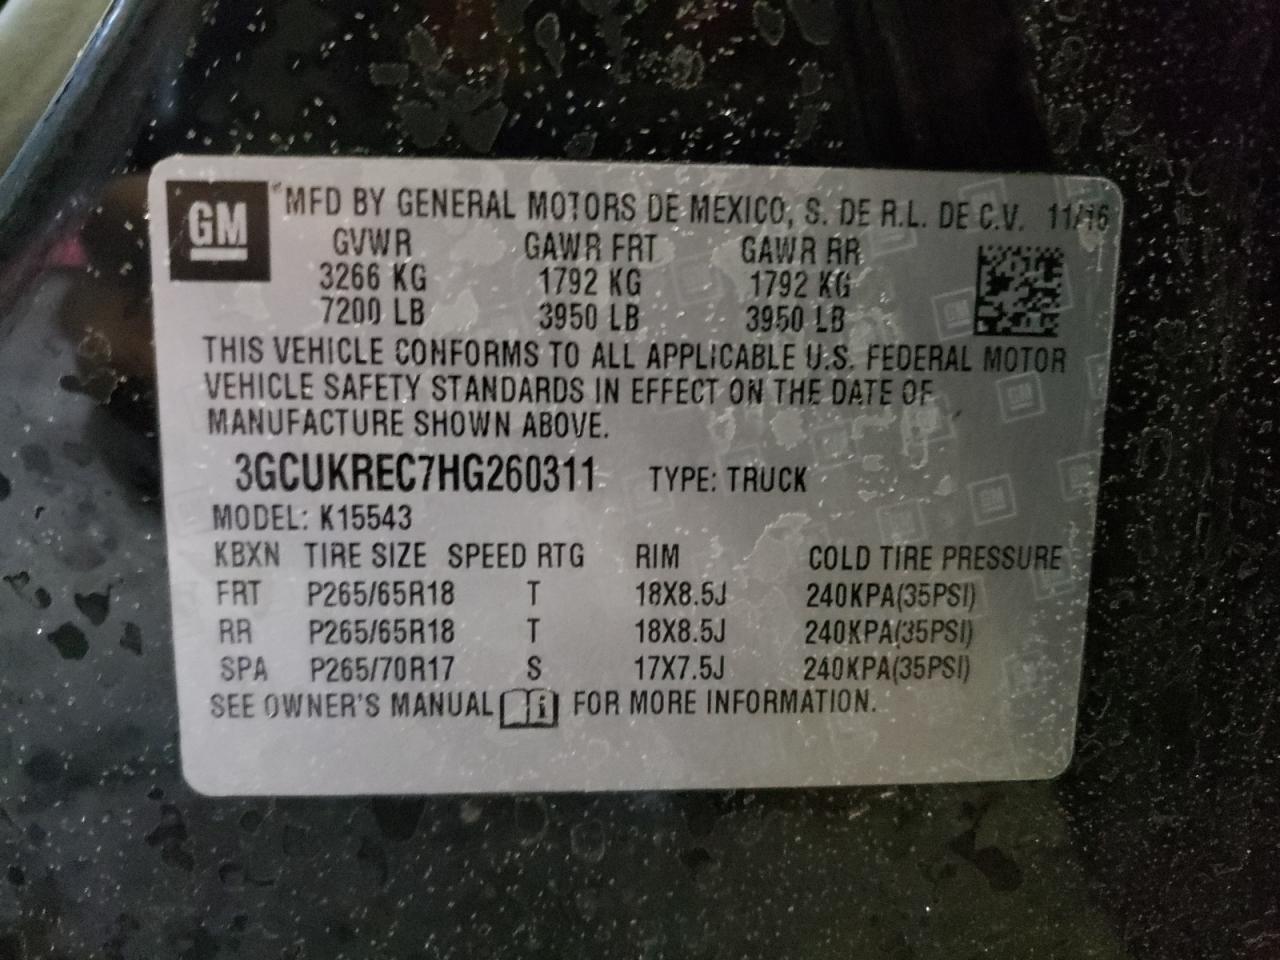 GM
MFD BY GENERAL MOTORS DE MEXICO, S. DE R.L. DE C.V. 11/16
GVWR GAWR FRT GAWR RR
3266 KG 1792 KG 1792 KG
7200 LB 3950 LB 3950 LB
THIS VEHICLE CONFORMS TO ALL APPLICABLE U.S. FEDERAL MOTOR
VEHICLE SAFETY STANDARDS IN EFFECT ON THE DATE OF
MANUFACTURE SHOWN ABOVE.
3GCUKREC7HG260311 TYPE: TRUCK
MODEL: K15543
KBXN TIRE SIZE SPEED RTG RIM COLD TIRE PRESSURE
FRT P265/65R18 T 18X8.5J 240KPA(35PSI)
RR P265/65R18 T 18X8.5J 240KPA(35PSI)
SPA P265/70R17 S 17X7.5J 240KPA(35PSI)
SEE OWNER'S MANUAL FOR MORE INFORMATION.